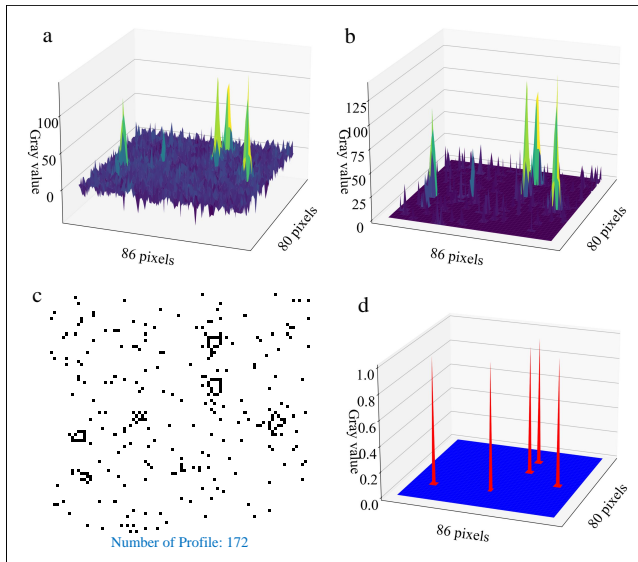 a
100
50
0
Gray value
86 pixels
80 pixels
b
125
100
75
50
25
0
Gray value
86 pixels
80 pixels
c
Number of Profile: 172
d
1.0
0.8
0.6
0.4
0.2
0.0
Gray value
86 pixels
80 pixels